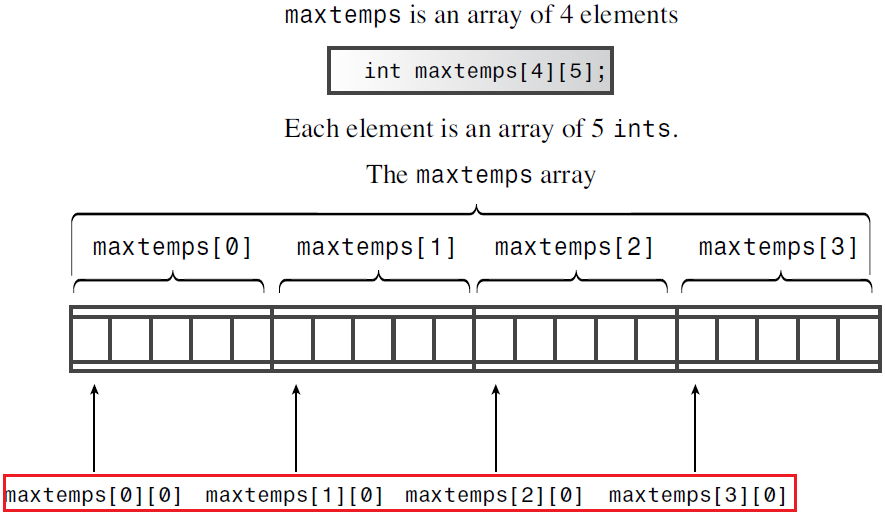 maxtemps is an array of 4 elements
int maxtemps[4][5];
Each element is an array of 5 ints.
The maxtemps array
maxtemps[0] maxtemps[1] maxtemps[2] maxtemps[3]
maxtemps[0][0] maxtemps[1][0] maxtemps[2][0] maxtemps[3][0]